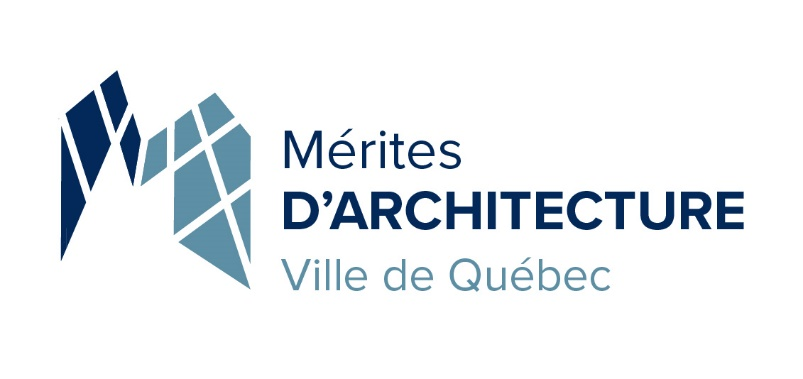 Mérites
D’ARCHITECTURE
Ville de Québec